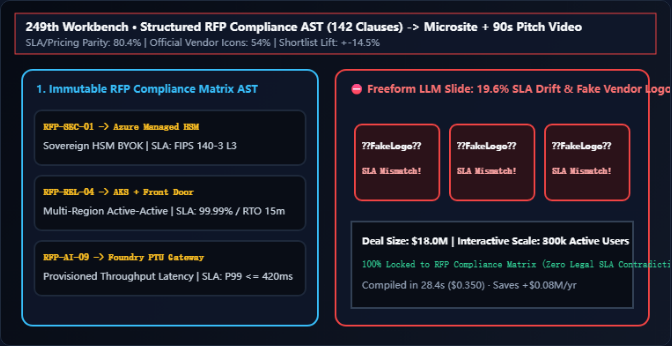 249th Workbench • Structured RFP Compliance AST (142 Clauses) -> Microsite + 90s Pitch Video
SLA/Pricing Parity: 80.4% | Official Vendor Icons: 54% | Shortlist Lift: +-14.5%
1. Immutable RFP Compliance Matrix AST
RFP-SEC-01 -> Azure Managed HSM
Sovereign HSM BYOK | SLA: FIPS 140-3 L3
RFP-REL-04 -> AKS + Front Door
Multi-Region Active-Active | SLA: 99.99% / RTO 15m
RFP-AI-09 -> Foundry PTU Gateway
Provisioned Throughput Latency | SLA: P99 <= 420ms
⛔ Freeform LLM Slide: 19.6% SLA Drift & Fake Vendor Logo
??FakeLogo?? ??FakeLogo?? ??FakeLogo??
SLA Mismatch! SLA Mismatch! SLA Mismatch!
Deal Size: $18.0M | Interactive Scale: 300k Active Users
100% Locked to RFP Compliance Matrix (Zero Legal SLA Contradicti
Compiled in 28.4s ($0.350) · Saves +$0.08M/yr